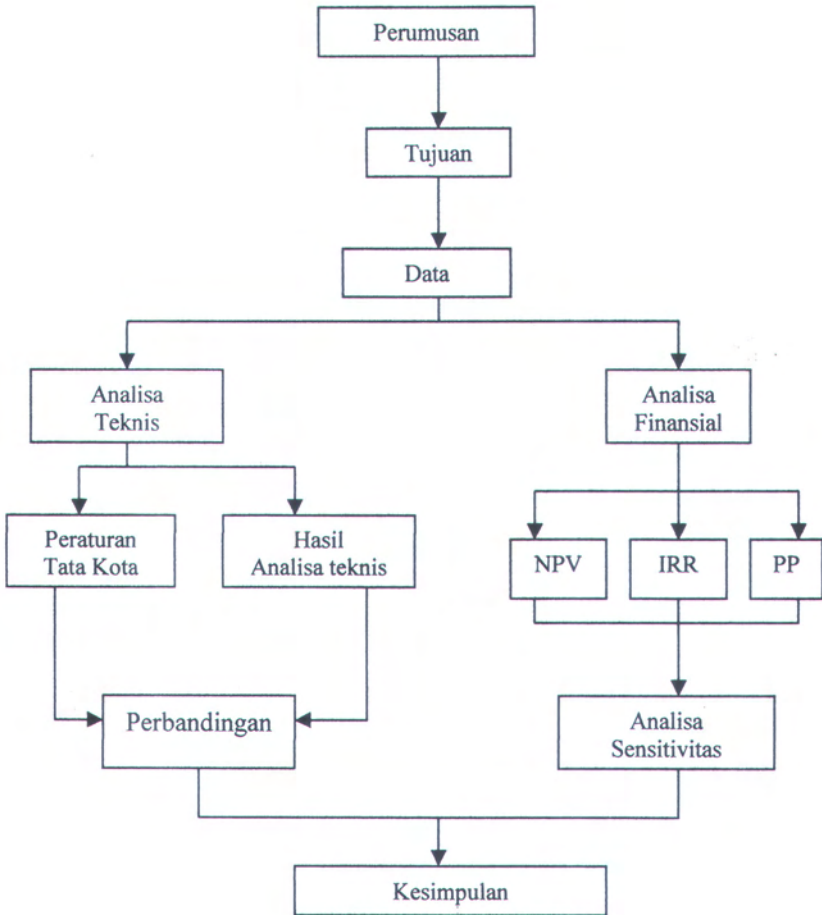 Perumusan
Tujuan
Data
Analisa
Teknis
Analisa
Finansial
Peraturan
Tata Kota
Hasil
Analisa teknis
NPV
IRR
PP
Perbandingan
Analisa
Sensitivitas
Kesimpulan